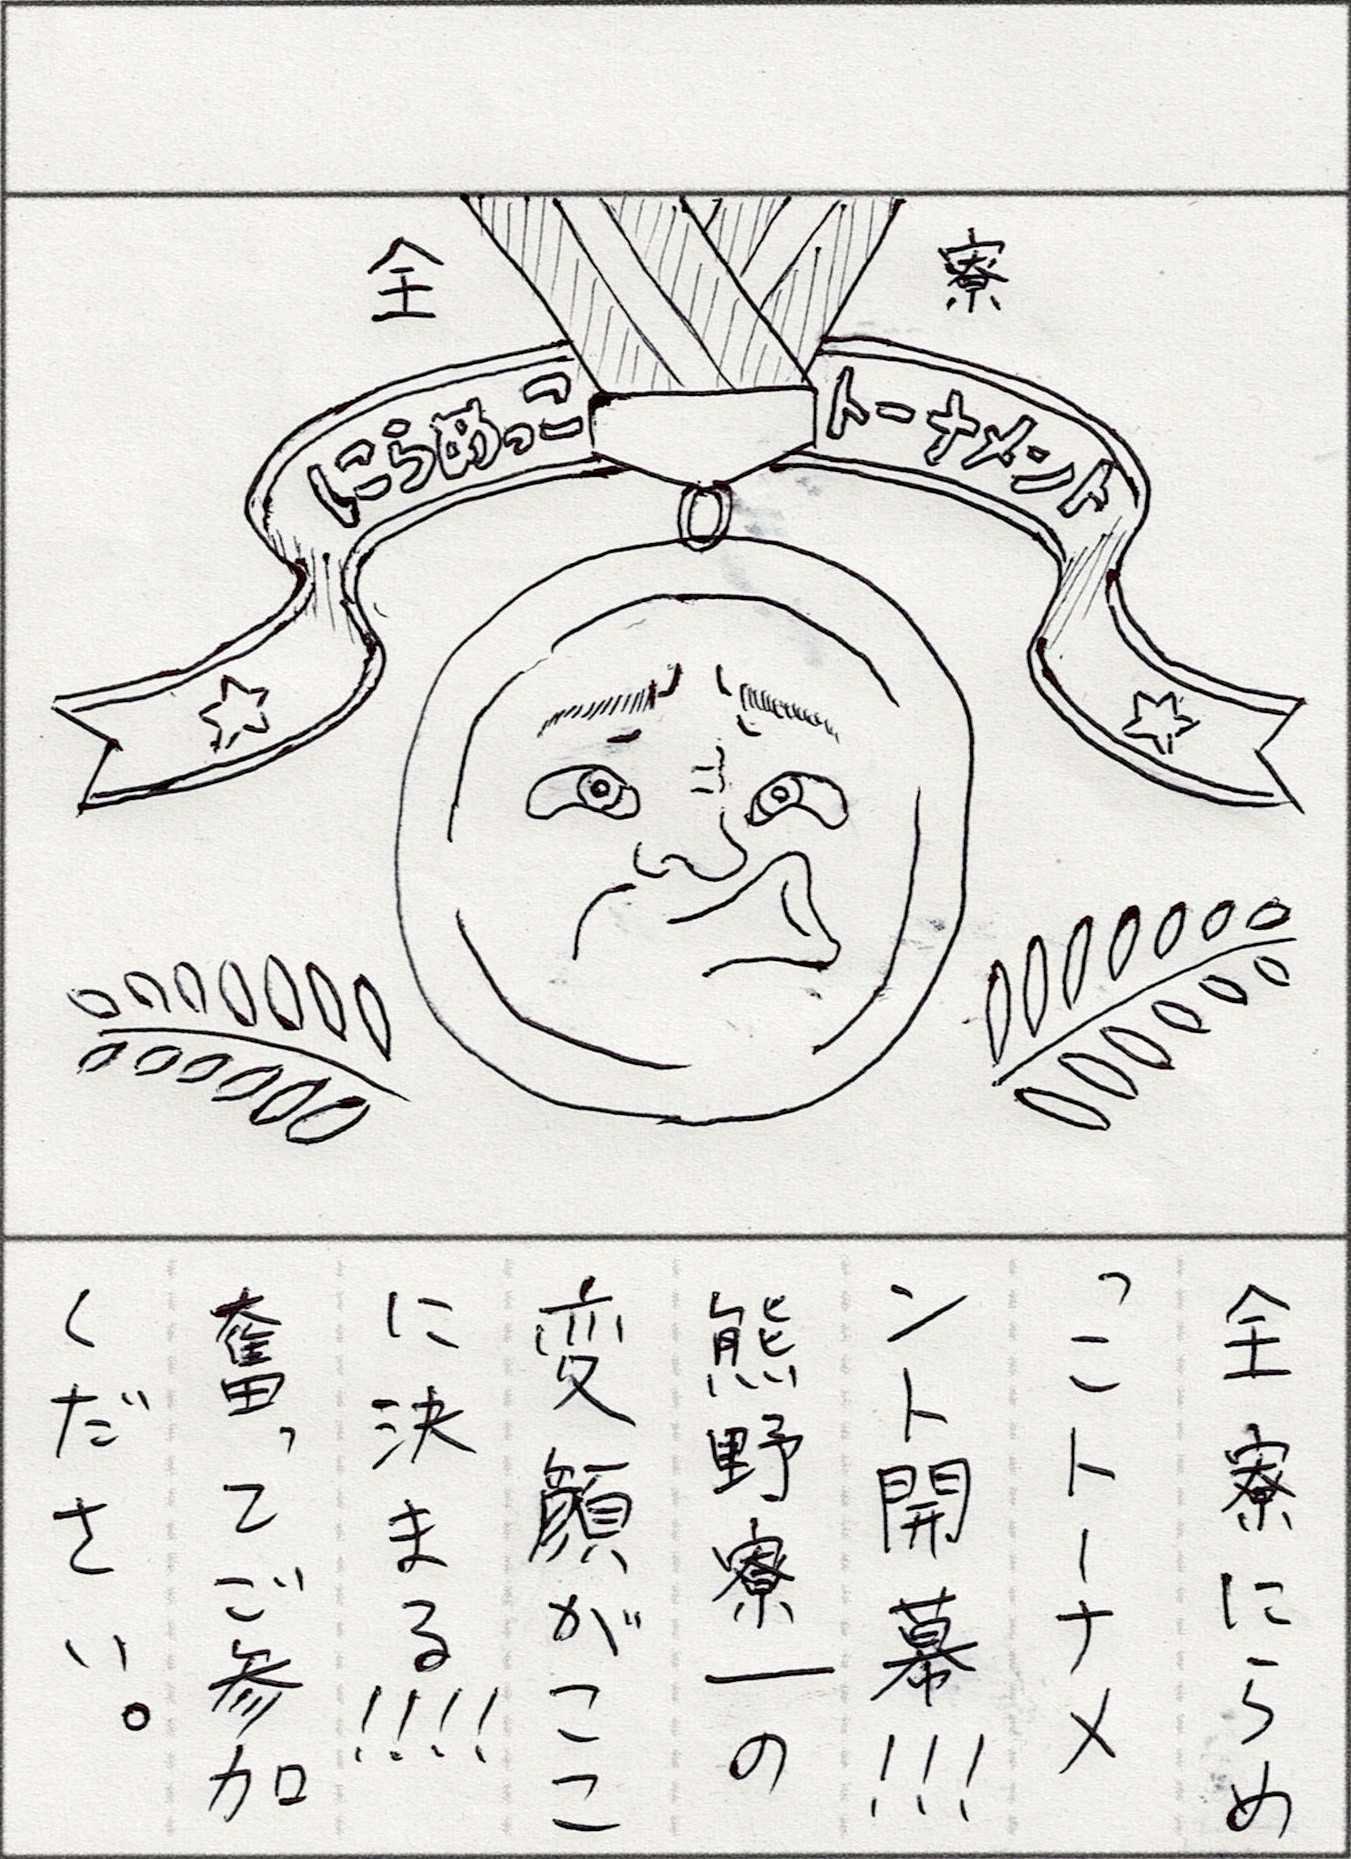 全 寮
にらめっこ トーナメント
全寮にらめ
っこトーナメ
ント開幕!!!
熊野寮一の
変顔がここ
に決まる!!!!
奮ってご参加
ください。